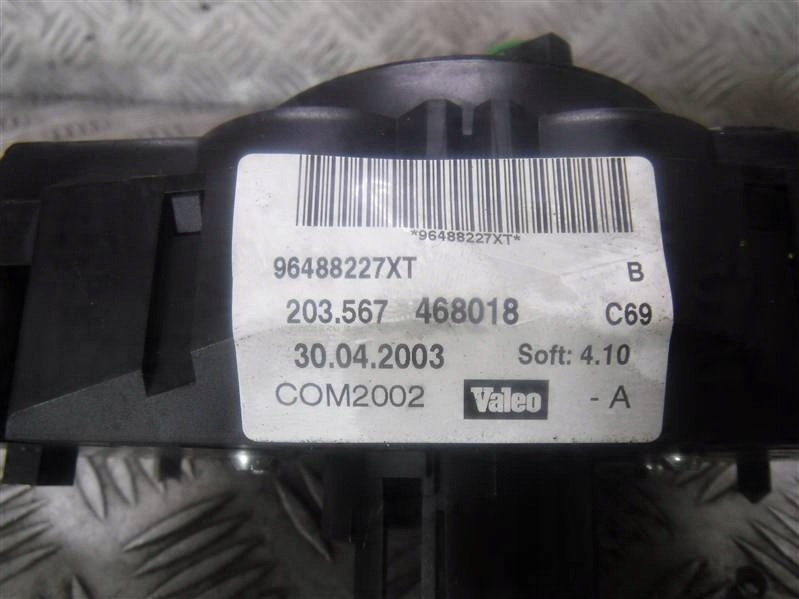 *96488227XT*
96488227XT B
203.567 468018 C69
30.04.2003 Soft: 4.10
COM2002 Valeo - A